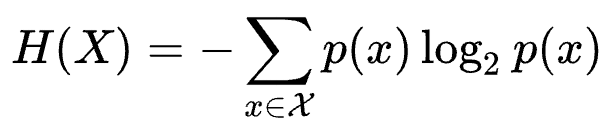 H(X) = − ∑_{x∈𝒳} p(x) log₂ p(x)